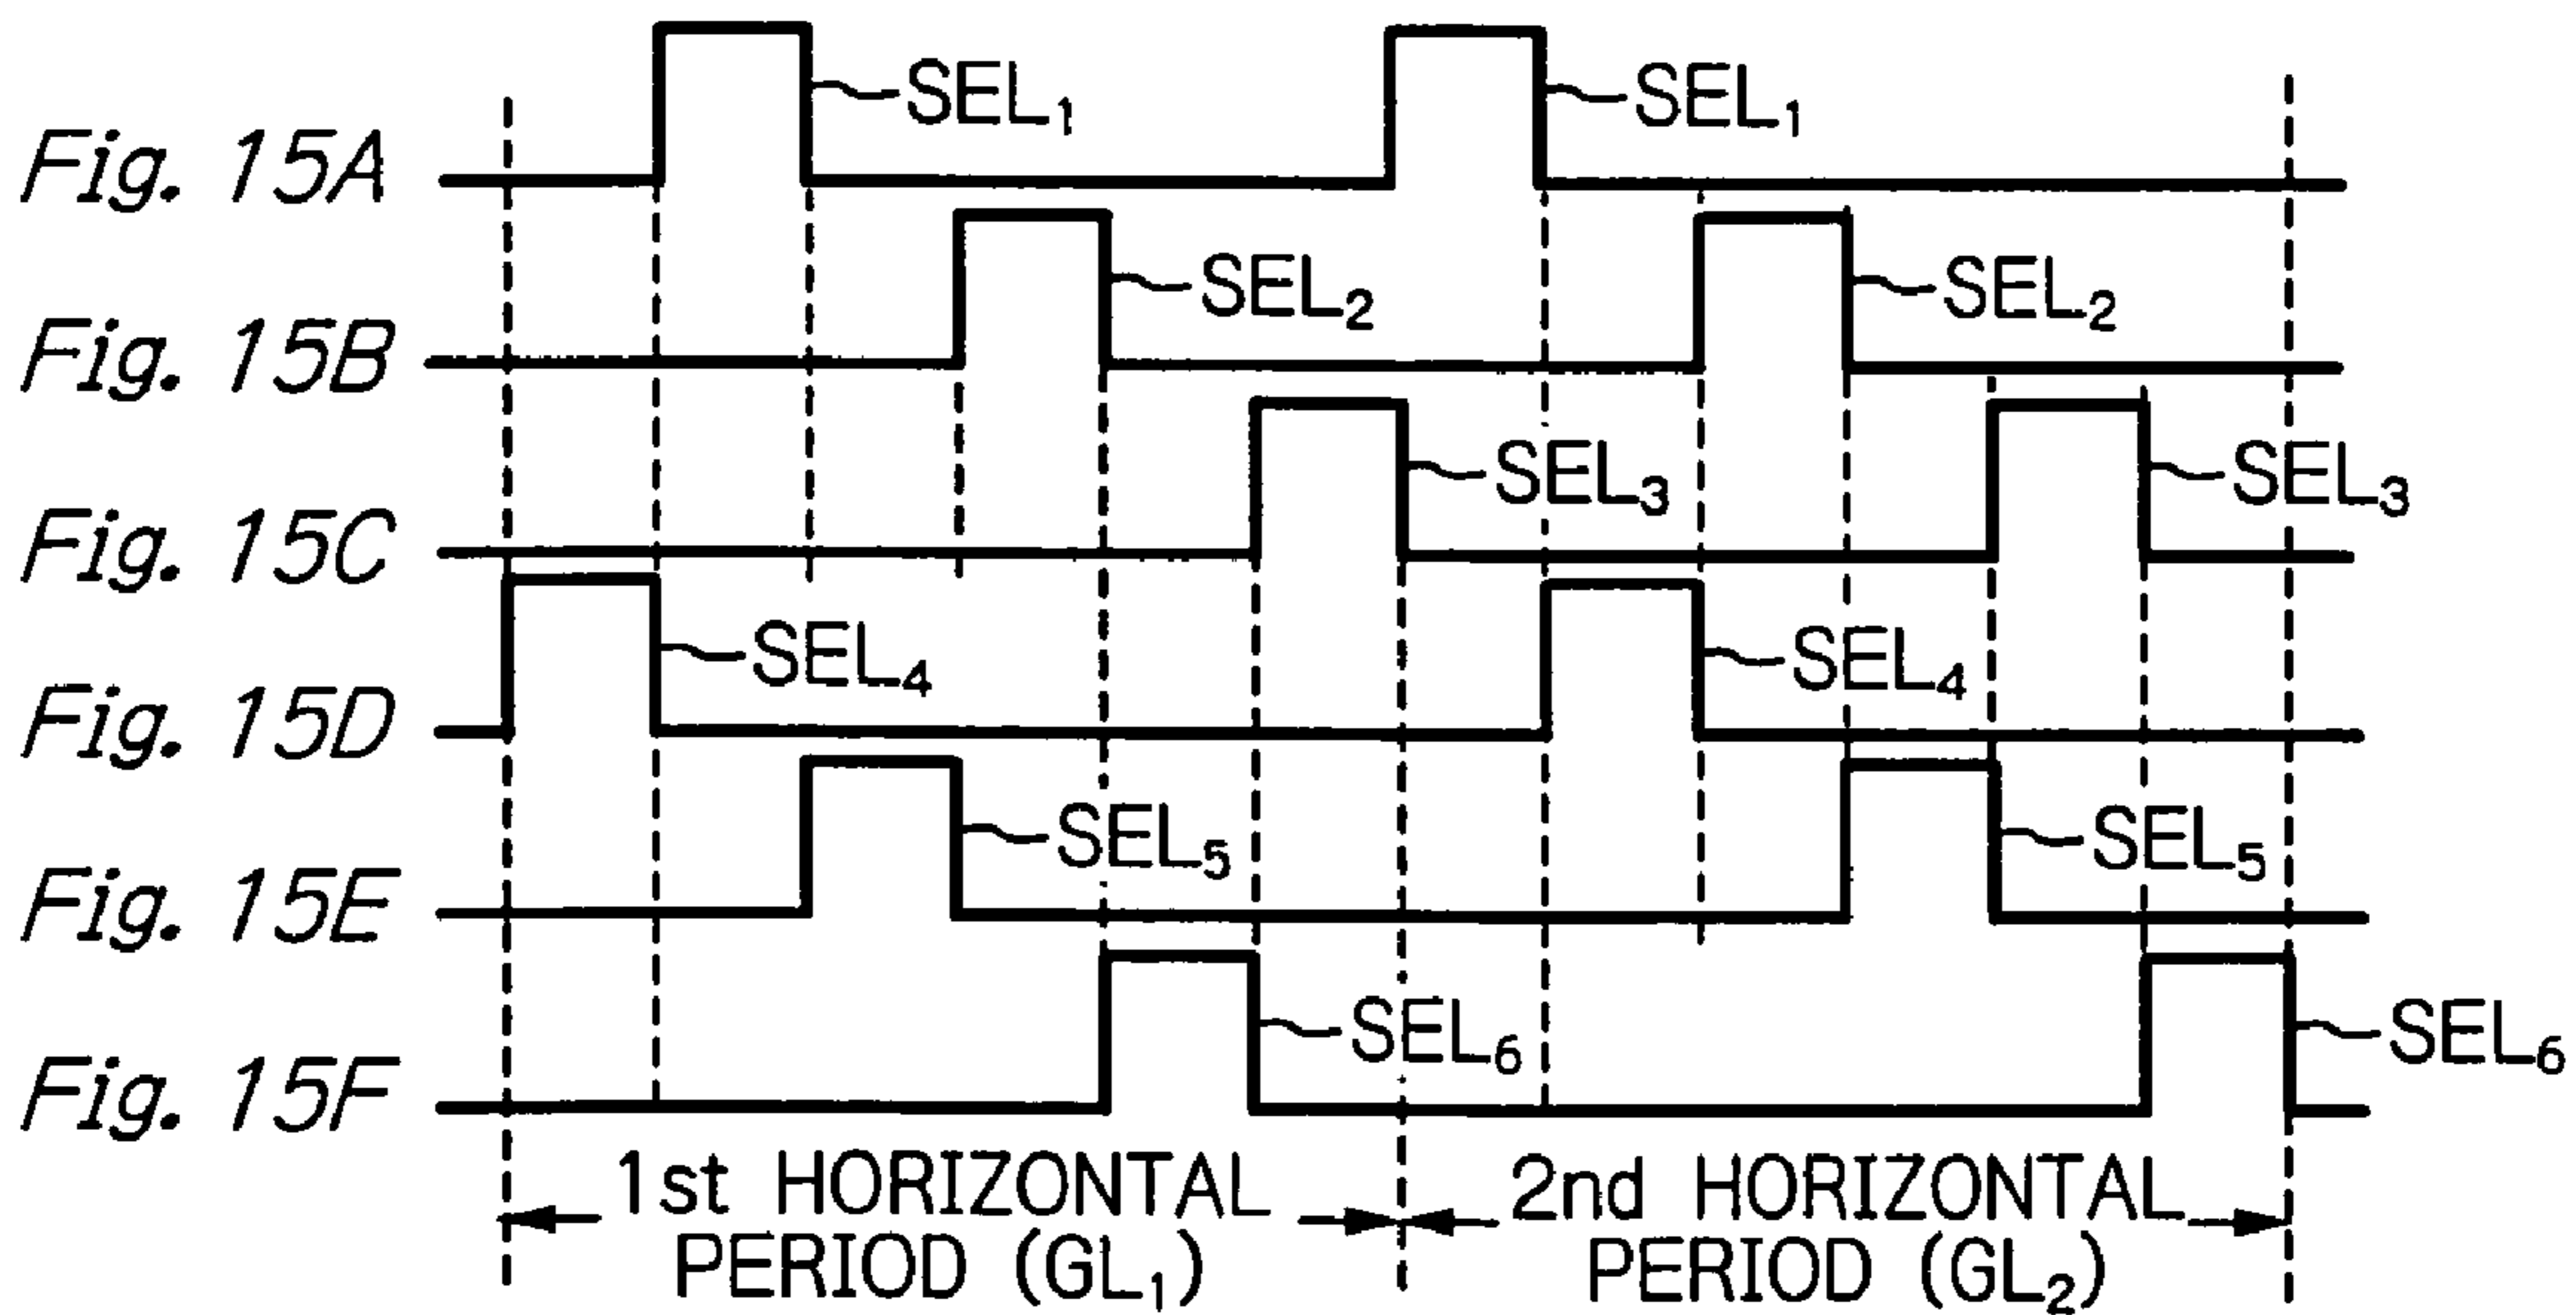 Fig. 15A SEL₁ SEL₁
Fig. 15B SEL₂ SEL₂
Fig. 15C SEL₃ SEL₃
Fig. 15D SEL₄ SEL₄
Fig. 15E SEL₅ SEL₅
Fig. 15F SEL₆ SEL₆
1st HORIZONTAL
PERIOD (GL₁)
2nd HORIZONTAL
PERIOD (GL₂)